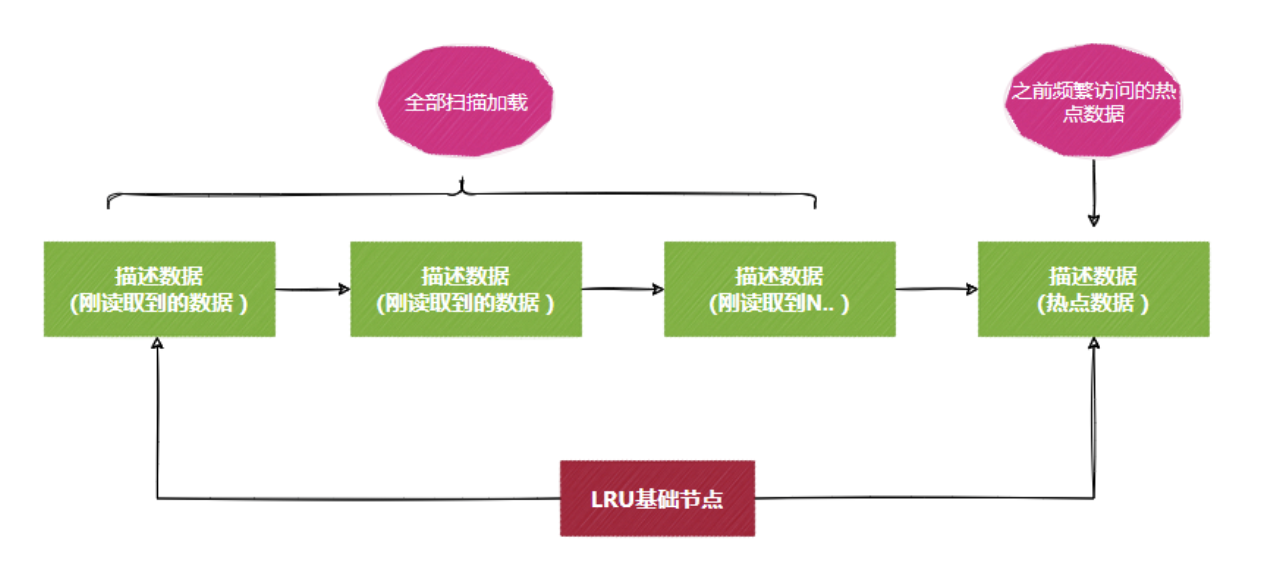 全部扫描加载
之前频繁访问的热
点数据
描述数据
(刚读取到的数据)
描述数据
(刚读取到的数据)
描述数据
(刚读取到N..)
描述数据
(热点数据)
LRU基础节点